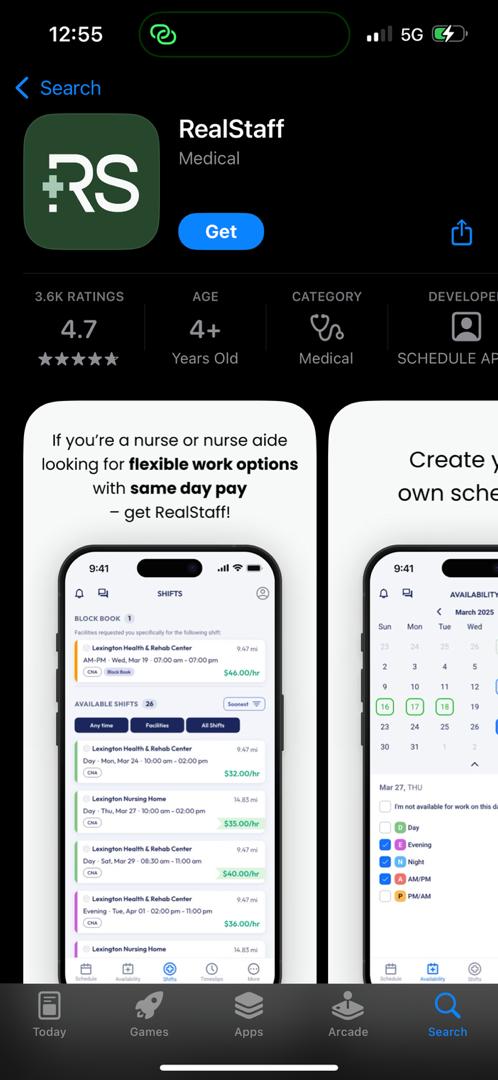 12:55
5G
Search
RS
RealStaff
Medical
Get
3.6K RATINGS
4.7
AGE
4+
Years Old
CATEGORY
Medical
DEVELOPE
SCHEDULE AP
If you're a nurse or nurse aide
looking for flexible work options
with same day pay
– get RealStaff!
9:41
SHIFTS
BLOCK BOOK 1
Facilities requested you specifically for the following shift:
Lexington Health & Rehab Center 9.47 mi
AM-PM · Wed, Mar 19 · 07:00 am - 07:00 pm
CNA Block Book $46.00/hr
AVAILABLE SHIFTS 26 Soonest
Any time Facilities All Shifts
Lexington Health & Rehab Center 9.47 mi
Day · Mon, Mar 24 · 10:00 am - 02:00 pm
CNA $32.00/hr
Lexington Nursing Home 14.83 mi
Day · Thu, Mar 27 · 10:00 am - 02:00 pm
CNA $35.00/hr
Lexington Health & Rehab Center 9.47 mi
Day · Sat, Mar 29 · 08:30 am - 11:00 am
CNA $40.00/hr
Lexington Health & Rehab Center 9.47 mi
Evening · Tue, Apr 01 · 02:00 pm - 11:00 pm
CNA $36.00/hr
Lexington Nursing Home 14.83 mi
Schedule Availability Shifts Timeslips More
Create y
own sche
9:41
AVAILABILITY
March 2025
Sun Mon Tue Wed
23 24 25 26
2 3 4 5
9 10 11 12
16 17 18 19
23 24 25 26
30 31 1 2
Mar 27, THU
I'm not available for work on this d
D Day
E Evening
N Night
A AM/PM
P PM/AM
Schedule Availability Shifts
Today Games Apps Arcade Search